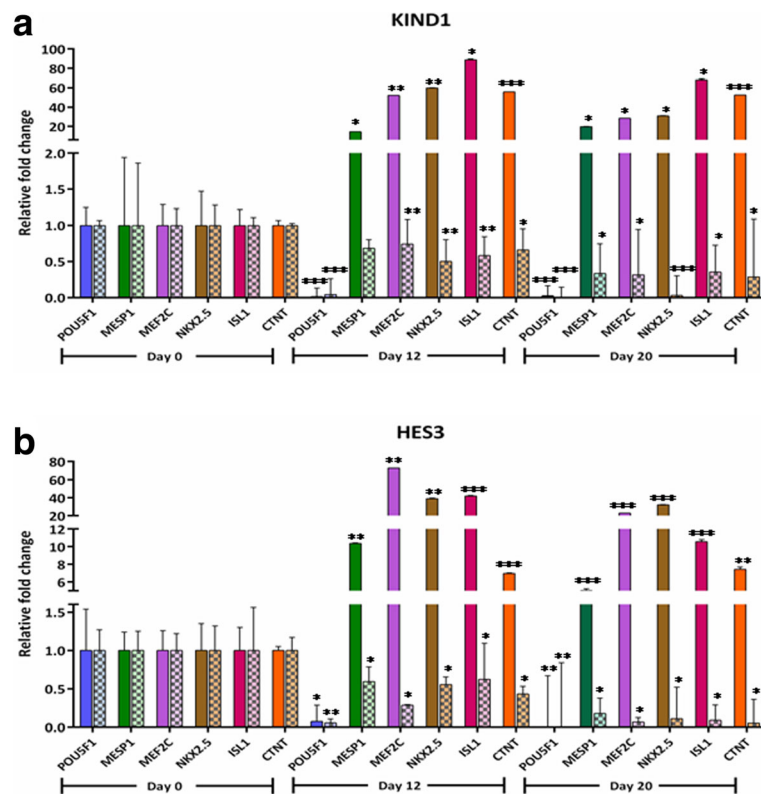 a
KIND1
Relative fold change
100
80
60
40
20
2.0
1.5
1.0
0.5
0.0
* ** ** * *** * * * * ***
*** *** ** ** ** * *** *** * * *** * *
POU5F1 MESP1 MEF2C NKX2.5 ISL1 CTNT POU5F1 MESP1 MEF2C NKX2.5 ISL1 CTNT POU5F1 MESP1 MEF2C NKX2.5 ISL1 CTNT
Day 0 Day 12 Day 20
b
HES3
Relative fold change
80
60
40
20
12
10
8
6
1.5
1.0
0.5
0.0
** ** ** *** *** *** *** *** *** **
* ** * * * * * ** ** * * * * *
POU5F1 MESP1 MEF2C NKX2.5 ISL1 CTNT POU5F1 MESP1 MEF2C NKX2.5 ISL1 CTNT POU5F1 MESP1 MEF2C NKX2.5 ISL1 CTNT
Day 0 Day 12 Day 20